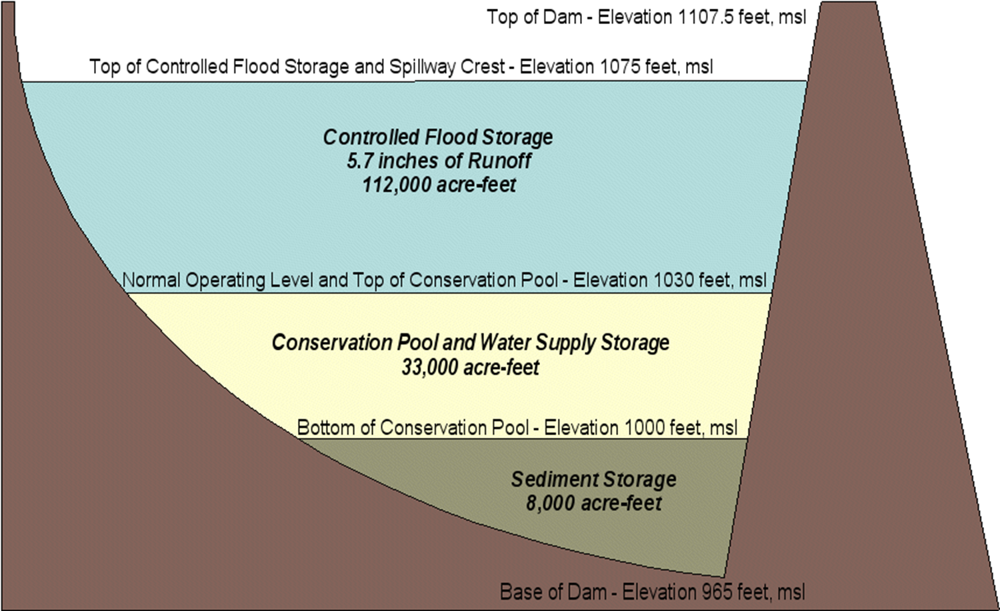 Top of Dam - Elevation 1107.5 feet, msl
Top of Controlled Flood Storage and Spillway Crest - Elevation 1075 feet, msl
Controlled Flood Storage
5.7 inches of Runoff
112,000 acre-feet
Normal Operating Level and Top of Conservation Pool - Elevation 1030 feet, msl
Conservation Pool and Water Supply Storage
33,000 acre-feet
Bottom of Conservation Pool - Elevation 1000 feet, msl
Sediment Storage
8,000 acre-feet
Base of Dam - Elevation 965 feet, msl